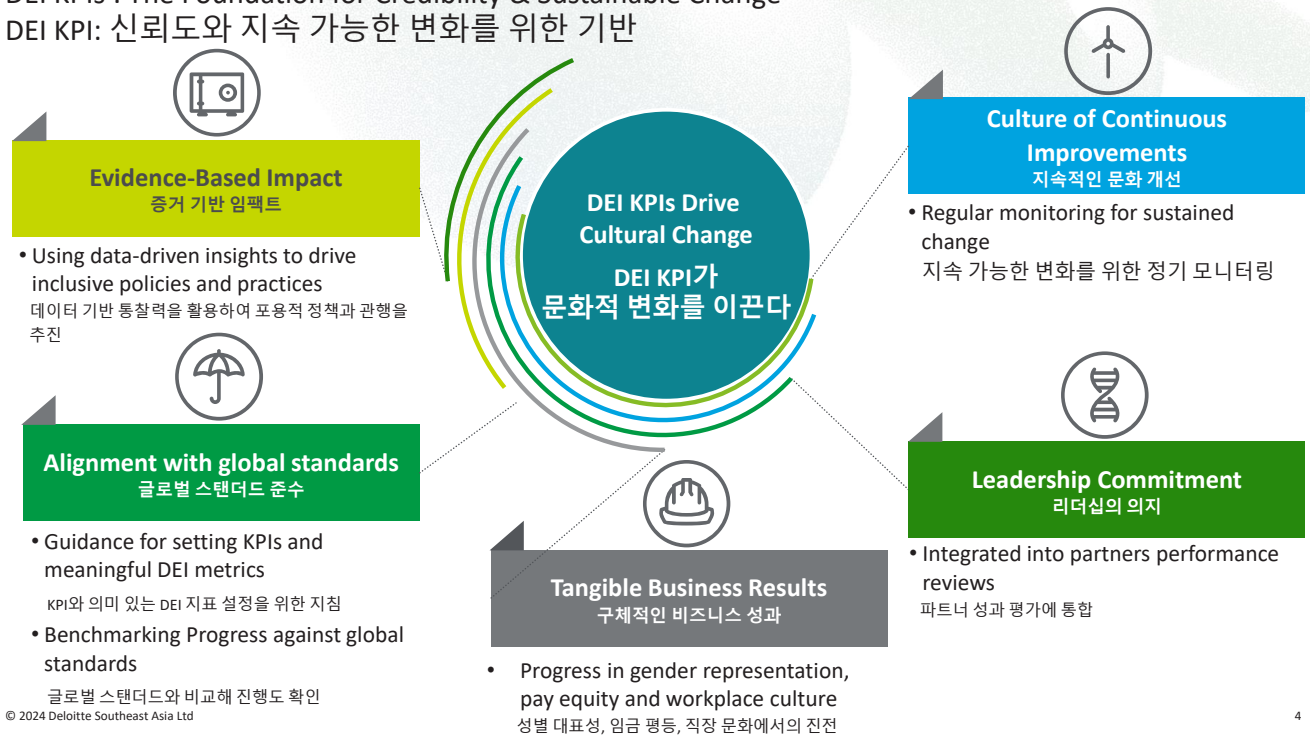 DEI KPIs : The Foundation for Credibility & Sustainable Change
DEI KPI: 신뢰도와 지속 가능한 변화를 위한 기반
Evidence-Based Impact
증거 기반 임팩트
• Using data-driven insights to drive
inclusive policies and practices
데이터 기반 통찰력을 활용하여 포용적 정책과 관행을
추진
Alignment with global standards
글로벌 스탠더드 준수
• Guidance for setting KPIs and
meaningful DEI metrics
KPI와 의미 있는 DEI 지표 설정을 위한 지침
• Benchmarking Progress against global
standards
글로벌 스탠더드와 비교해 진행도 확인
DEI KPIs Drive
Cultural Change
DEI KPI가
문화적 변화를 이끈다
Tangible Business Results
구체적인 비즈니스 성과
• Progress in gender representation,
pay equity and workplace culture
성별 대표성, 임금 평등, 직장 문화에서의 진전
Culture of Continuous
Improvements
지속적인 문화 개선
• Regular monitoring for sustained
change
지속 가능한 변화를 위한 정기 모니터링
Leadership Commitment
리더십의 의지
• Integrated into partners performance
reviews
파트너 성과 평가에 통합
© 2024 Deloitte Southeast Asia Ltd
4